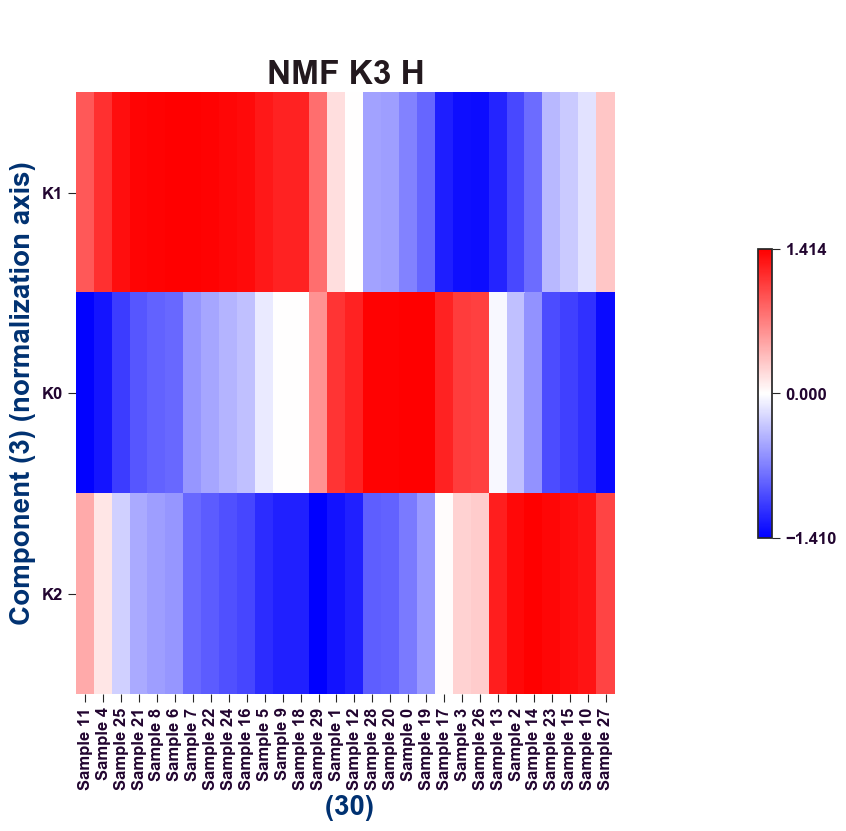 NMF K3 H
Component (3) (normalization axis)
K1
K0
K2
1.414
0.000
−1.410
Sample 11
Sample 4
Sample 25
Sample 21
Sample 8
Sample 6
Sample 7
Sample 22
Sample 24
Sample 16
Sample 5
Sample 9
Sample 18
Sample 29
Sample 1
Sample 12
Sample 28
Sample 20
Sample 0
Sample 19
Sample 17
Sample 3
Sample 26
Sample 13
Sample 2
Sample 14
Sample 23
Sample 15
Sample 10
Sample 27
(30)